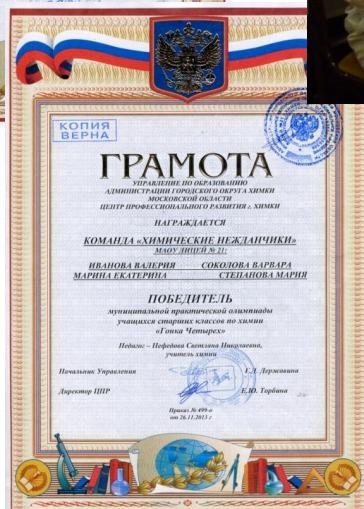 КОПИЯ
ВЕРНА
ГРАМОТА
УПРАВЛЕНИЕ ПО ОБРАЗОВАНИЮ
АДМИНИСТРАЦИИ ГОРОДСКОГО ОКРУГА ХИМКИ
МОСКОВСКОЙ ОБЛАСТИ
ЦЕНТР ПРОФЕССИОНАЛЬНОГО РАЗВИТИЯ г. ХИМКИ
НАГРАЖДАЕТСЯ
КОМАНДА «ХИМИЧЕСКИЕ НЕЖДАНЧИКИ»
МАОУ ЛИЦЕЙ № 21:
ИВАНОВА ВАЛЕРИЯ СОКОЛОВА ВАРВАРА
МАРИНА ЕКАТЕРИНА СТЕПАНОВА МАРИЯ
ПОБЕДИТЕЛЬ
муниципальной практической олимпиады
учащихся старших классов по химии
«Гонка Четырех»
Педагог – Нефедова Светлана Николаевна,
учитель химии
Начальник Управления Державина
Директор ЦПР Е.Ю. Торбина
Приказ № 499-о
от 26.11.2013 г